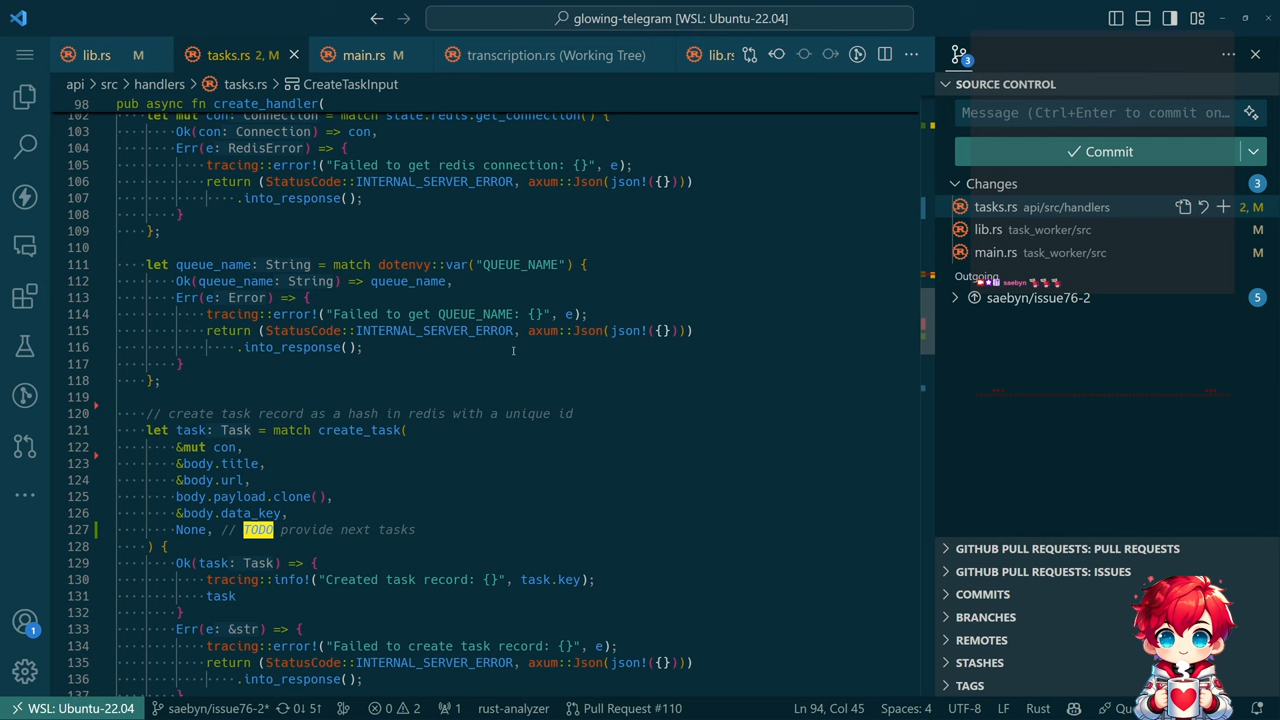 glowing-telegram [WSL: Ubuntu-22.04]
lib.rs M
tasks.rs 2, M
main.rs M
transcription.rs (Working Tree)
lib.rs
api > src > handlers > tasks.rs > CreateTaskInput
98 pub async fn create_handler(
102 let mut con: Connection = match state.redis.get_connection() {
103 Ok(con: Connection) => con,
104 Err(e: RedisError) => {
105 tracing::error!("Failed to get redis connection: {}", e);
106 return (StatusCode::INTERNAL_SERVER_ERROR, axum::Json(json!({})))
107 .into_response();
108 }
109 };
110
111 let queue_name: String = match dotenvy::var("QUEUE_NAME") {
112 Ok(queue_name: String) => queue_name,
113 Err(e: Error) => {
114 tracing::error!("Failed to get QUEUE_NAME: {}", e);
115 return (StatusCode::INTERNAL_SERVER_ERROR, axum::Json(json!({})))
116 .into_response();
117 }
118 };
119
120 // create task record as a hash in redis with a unique id
121 let task: Task = match create_task(
122 &mut con,
123 &body.title,
124 &body.url,
125 body.payload.clone(),
126 &body.data_key,
127 None, // TODO provide next tasks
128 ) {
129 Ok(task: Task) => {
130 tracing::info!("Created task record: {}", task.key);
131 task
132 }
133 Err(e: &str) => {
134 tracing::error!("Failed to create task record: {}", e);
135 return (StatusCode::INTERNAL_SERVER_ERROR, axum::Json(json!({})))
136 .into_response();
137 }
3
SOURCE CONTROL
Message (Ctrl+Enter to commit on...
Commit
Changes 3
tasks.rs api/src/handlers 2, M
lib.rs task_worker/src M
main.rs task_worker/src M
Outgoing
saebyn
saebyn/issue76-2 5
GITHUB PULL REQUESTS: PULL REQUESTS
GITHUB PULL REQUESTS: ISSUES
COMMITS
BRANCHES
REMOTES
STASHES
TAGS
1
WSL: Ubuntu-22.04
saebyn/issue76-2*
0↓ 5↑
0 2
1
rust-analyzer
Pull Request #110
Ln 94, Col 45
Spaces: 4
UTF-8
LF
Rust